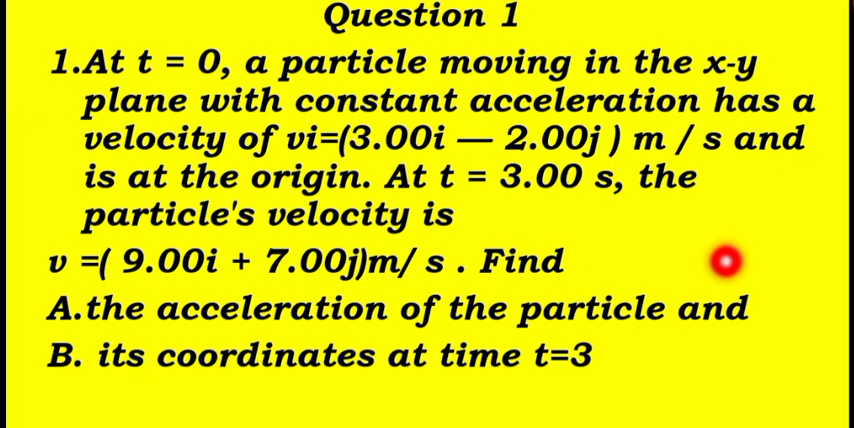 Question 1
1.At t = 0, a particle moving in the x-y
plane with constant acceleration has a
velocity of vi=(3.00i — 2.00j ) m / s and
is at the origin. At t = 3.00 s, the
particle's velocity is
v =( 9.00i + 7.00j)m/ s . Find
A.the acceleration of the particle and
B. its coordinates at time t=3